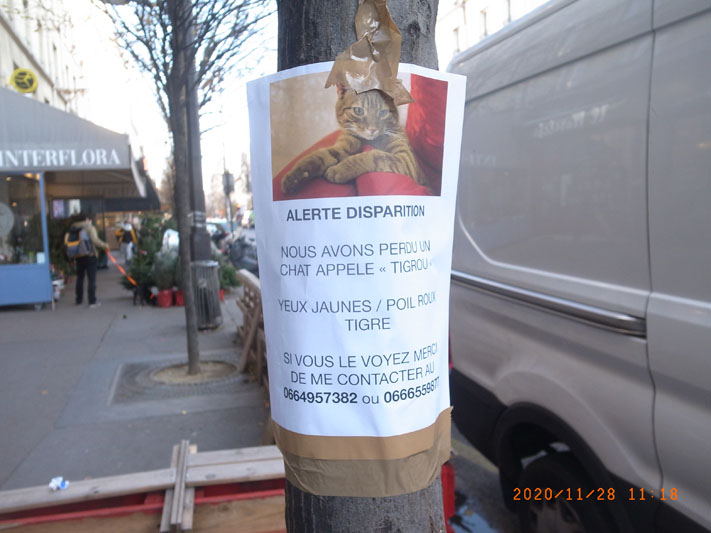 INTERFLORA
ALERTE DISPARITION
NOUS AVONS PERDU UN
CHAT APPELE « TIGROU »
YEUX JAUNES / POIL ROUX
TIGRE
SI VOUS LE VOYEZ MERCI
DE ME CONTACTER AU
0664957382 ou
2020/11/28 11:18